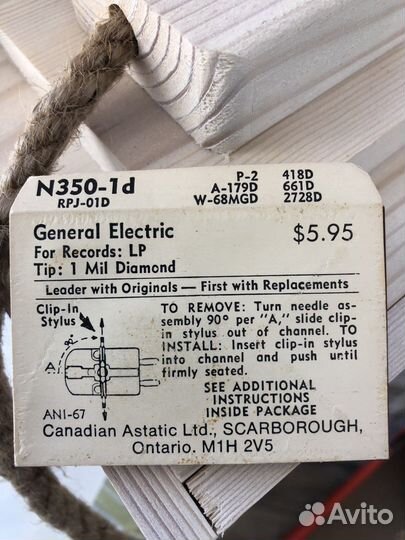 N350-1d
RPJ-01D
P-2 418D
A-179D 661D
W-68MGD 2728D
General Electric
For Records: LP
Tip: 1 Mil Diamond
$5.95
Leader with Originals — First with Replacements
Clip-In
Stylus
90°
A
ANI-67
TO REMOVE: Turn needle as-
sembly 90° per "A," slide clip-
in stylus out of channel. TO
INSTALL: Insert clip-in stylus
into channel and push until
firmly seated.
SEE ADDITIONAL
INSTRUCTIONS
INSIDE PACKAGE
Canadian Astatic Ltd., SCARBOROUGH,
Ontario. M1H 2V5
Avito